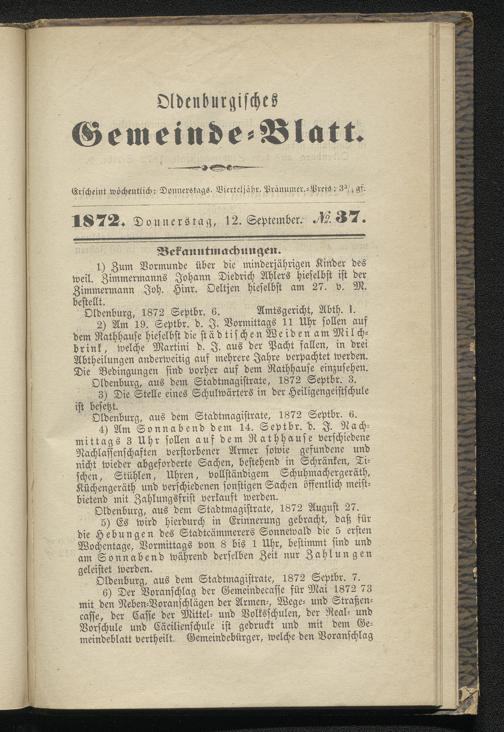 Oldenburgisches
Gemeinde=Blatt.
Erscheint wöchentlich: Donnerstags. Vierteljähr. Pränumer.=Preis: 3¾ gſ.
1872. Donnerstag, 12. September. № 37.
Bekanntmachungen.
1) Zum Vormunde über die minderjährigen Kinder des
weil. Zimmermanns Johann Diedrich Ahlers hieselbst ist der
Zimmermann Joh. Hinr. Oeltjen hieselbst am 27. v. M.
bestellt.
Oldenburg, 1872 Septbr. 6. Amtsgericht, Abth. I.
2) Am 19. Septbr. d. J. Vormittags 11 Uhr sollen auf
dem Rathhause hieselbst die städtischen Weiden am Milch-
brink, welche Martini d. J. aus der Pacht fallen, in drei
Abtheilungen anderweitig auf mehrere Jahre verpachtet werden.
Die Bedingungen sind vorher auf dem Rathhause einzusehen.
Oldenburg, aus dem Stadtmagistrate, 1872 Septbr. 3.
3) Die Stelle eines Schulwärters in der Heiligengeistschule
ist besetzt.
Oldenburg, aus dem Stadtmagistrate, 1872 Septbr. 6.
4) Am Sonnabend dem 14. Septbr. d. J. Nach-
mittags 3 Uhr sollen auf dem Rathhause verschiedene
Nachlassenschaften verstorbener Armer sowie gefundene und
nicht wieder abgeforderte Sachen, bestehend in Schränken, Ti-
schen, Stühlen, Uhren, vollständigem Schuhmachergeräth,
Küchengeräth und verschiedenen sonstigen Sachen öffentlich meist-
bietend mit Zahlungsfrist verkauft werden.
Oldenburg, aus dem Stadtmagistrate, 1872 August 27.
5) Es wird hierdurch in Erinnerung gebracht, daß für
die Hebungen des Stadtcämmerers Sonnewald die 5 ersten
Wochentage, Vormittags von 8 bis 1 Uhr, bestimmt sind und
am Sonnabend während derselben Zeit nur Zahlungen
geleistet werden.
Oldenburg, aus dem Stadtmagistrate, 1872 Septbr. 7.
6) Der Voranschlag der Gemeindecasse für Mai 1872 73
mit den Neben-Voranschlägen der Armen-, Wege- und Straßen-
casse, der Casse der Mittel- und Volksschulen, der Real- und
Vorschule und Cäcilienschule ist gedruckt und mit dem Ge-
meindeblatt vertheilt. Gemeindebürger, welche den Voranschlag